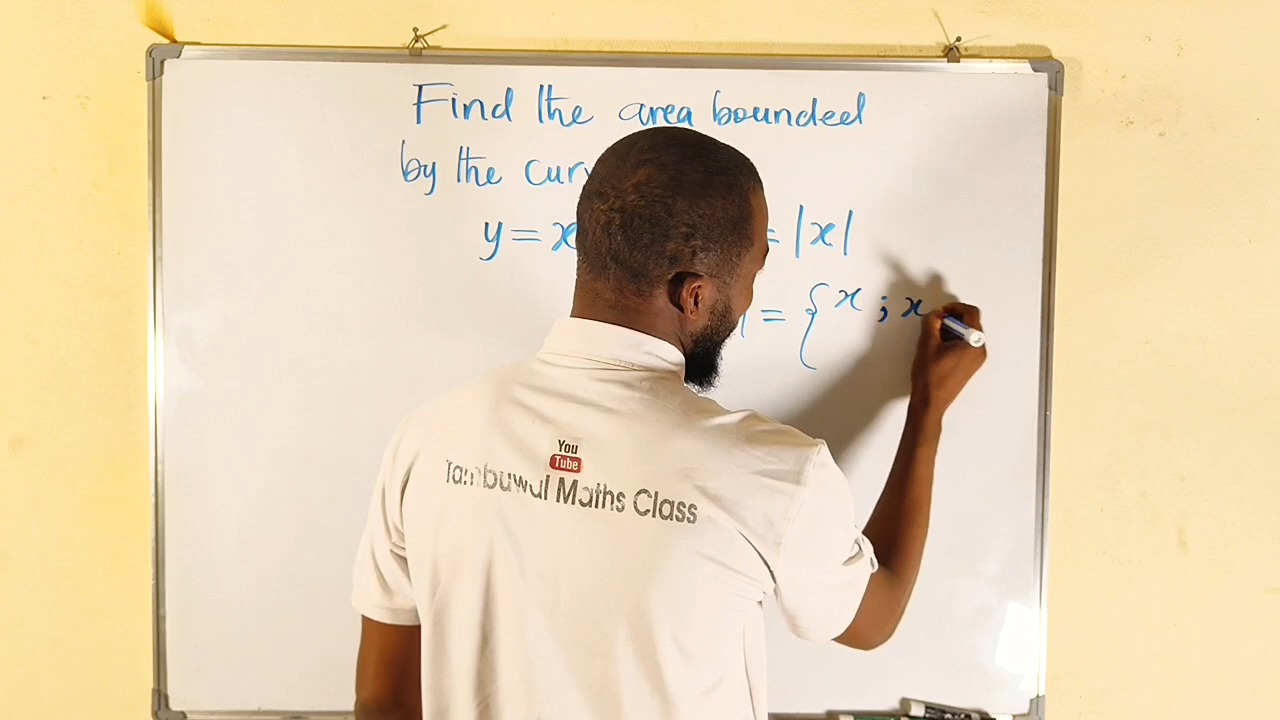 Find the area bounded
by the cur
y = x = |x|
= { x ; x
You
Tube
Tambuwal Maths Class